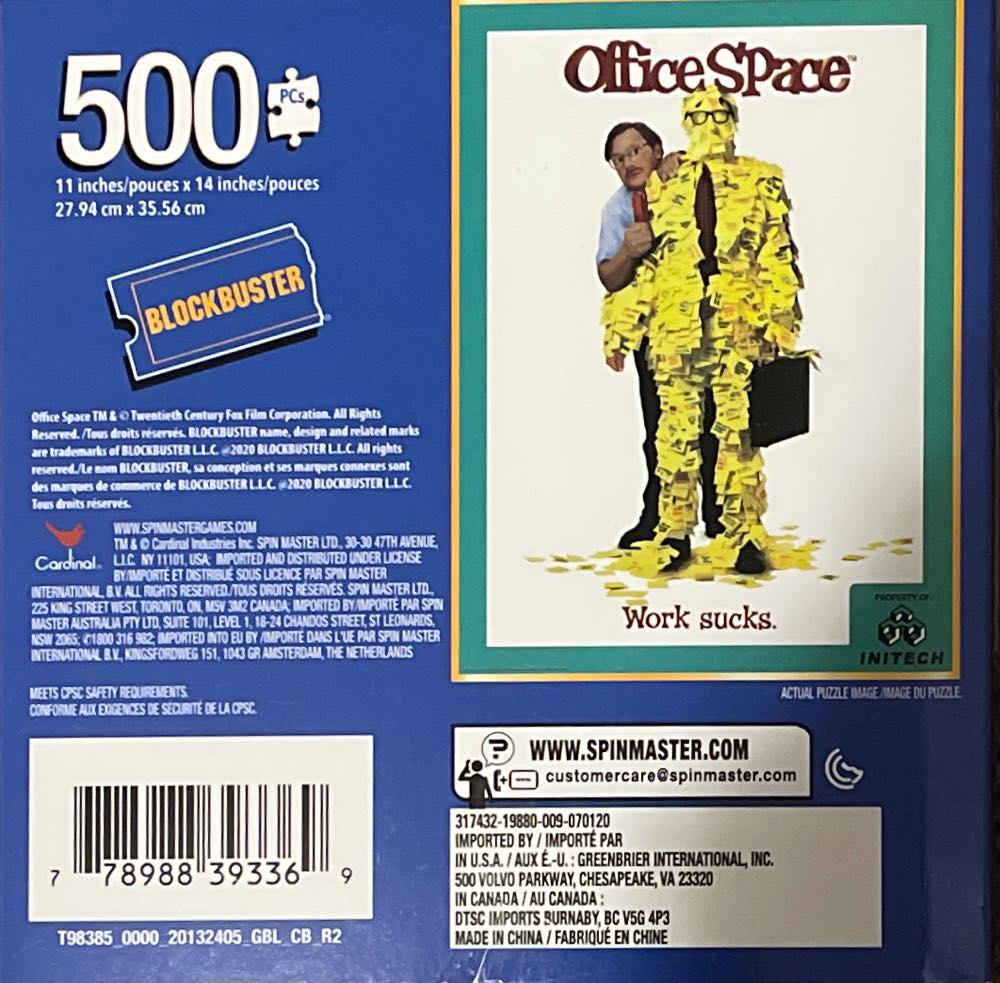 500 PCs
11 inches/pouces x 14 inches/pouces
27.94 cm x 35.56 cm
BLOCKBUSTER
Office Space TM & © Twentieth Century Fox Film Corporation. All Rights
Reserved. /Tous droits réservés. BLOCKBUSTER name, design and related marks
are trademarks of BLOCKBUSTER L.L.C. @2020 BLOCKBUSTER L.L.C. All rights
reserved./Le nom BLOCKBUSTER, sa conception et ses marques connexes sont
des marques de commerce de BLOCKBUSTER L.L.C. @2020 BLOCKBUSTER L.L.C.
Tous droits réservés.
Cardinal
WWW.SPINMASTERGAMES.COM
TM & © Cardinal Industries Inc. SPIN MASTER LTD., 30-30 47TH AVENUE,
L.I.C. NY 11101, USA; IMPORTED AND DISTRIBUTED UNDER LICENSE
BY/IMPORTÉ ET DISTRIBUÉ SOUS LICENCE PAR SPIN MASTER
INTERNATIONAL, B.V. ALL RIGHTS RESERVED./TOUS DROITS RÉSERVÉS. SPIN MASTER LTD.,
225 KING STREET WEST, TORONTO, ON, M5V 3M2 CANADA; IMPORTED BY/IMPORTÉ PAR SPIN
MASTER AUSTRALIA PTY LTD, SUITE 101, LEVEL 1, 18-24 CHANDOS STREET, ST LEONARDS,
NSW 2065; ✆1800 316 982; IMPORTED INTO EU BY /IMPORTÉ DANS L'UE PAR SPIN MASTER
INTERNATIONAL B.V., KINGSFORDWEG 151, 1043 GR AMSTERDAM, THE NETHERLANDS
MEETS CPSC SAFETY REQUIREMENTS.
CONFORME AUX EXIGENCES DE SÉCURITÉ DE LA CPSC.
7 78988 39336 9
T98385_0000_20132405_GBL_CB_R2
Office Space™
Work sucks.
PROPERTY OF:
INITECH
ACTUAL PUZZLE IMAGE./IMAGE DU PUZZLE.
? WWW.SPINMASTER.COM
customercare@spinmaster.com
317432-19880-009-070120
IMPORTED BY / IMPORTÉ PAR
IN U.S.A. / AUX É.-U. : GREENBRIER INTERNATIONAL, INC.
500 VOLVO PARKWAY, CHESAPEAKE, VA 23320
IN CANADA / AU CANADA :
DTSC IMPORTS BURNABY, BC V5G 4P3
MADE IN CHINA / FABRIQUÉ EN CHINE